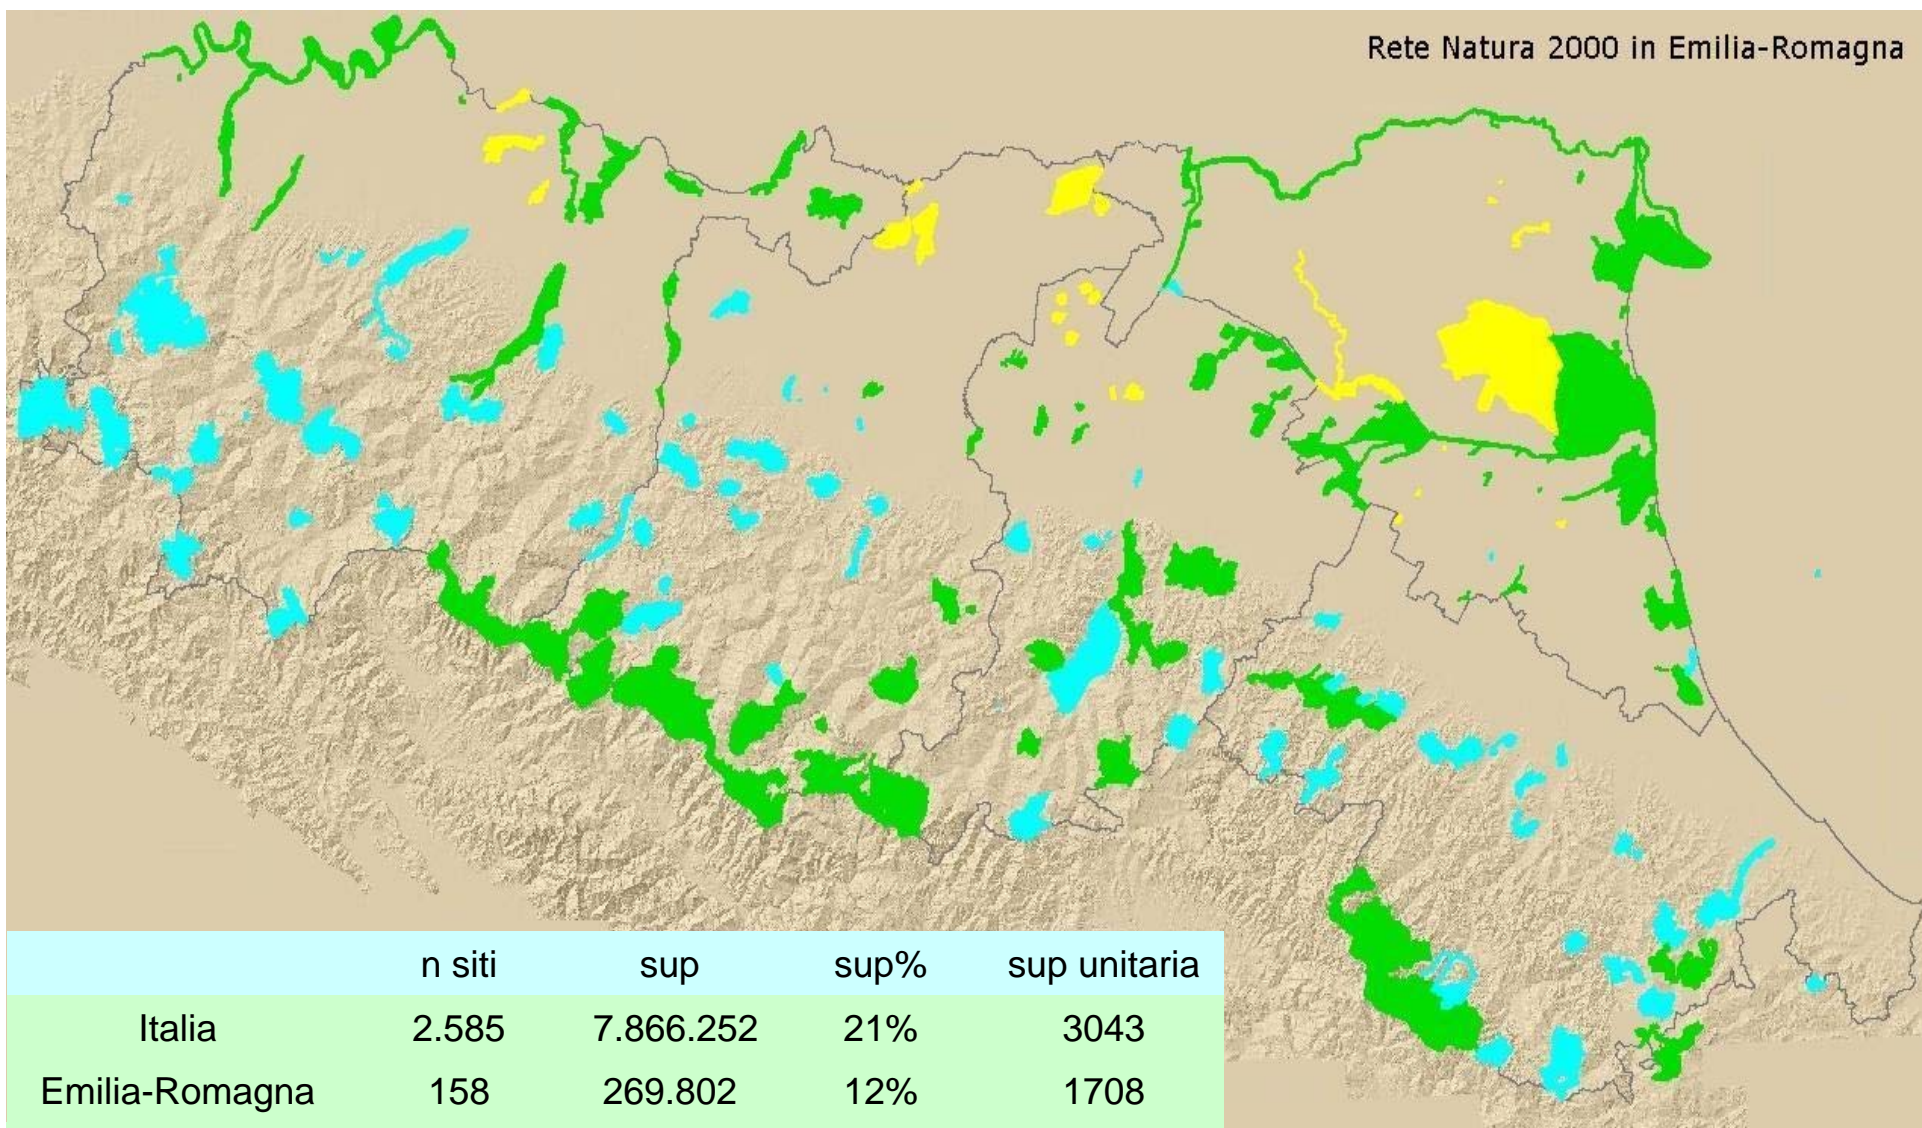 Rete Natura 2000 in Emilia-Romagna
n siti sup sup% sup unitaria
Italia 2.585 7.866.252 21% 3043
Emilia-Romagna 158 269.802 12% 1708